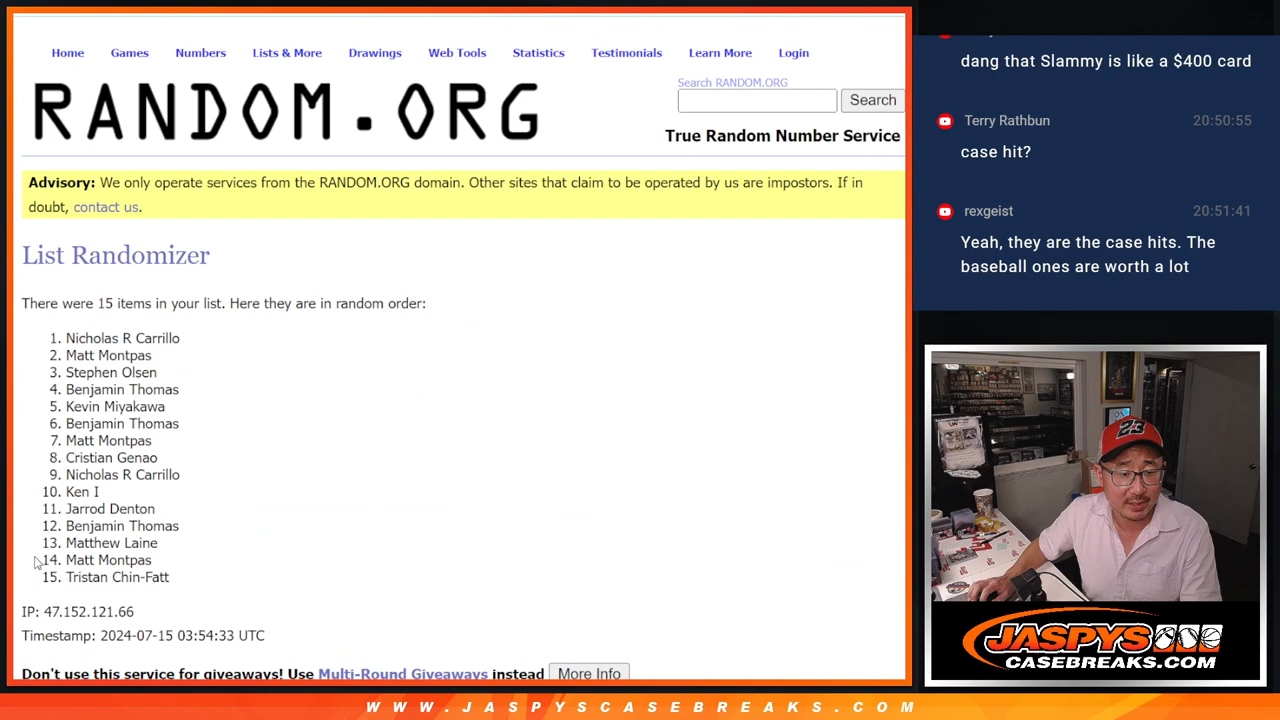 Home Games Numbers Lists & More Drawings Web Tools Statistics Testimonials Learn More Login
RANDOM.ORG
Search RANDOM.ORG
Search
True Random Number Service
Advisory: We only operate services from the RANDOM.ORG domain. Other sites that claim to be operated by us are impostors. If in
doubt, contact us.
List Randomizer
There were 15 items in your list. Here they are in random order:
1. Nicholas R Carrillo
2. Matt Montpas
3. Stephen Olsen
4. Benjamin Thomas
5. Kevin Miyakawa
6. Benjamin Thomas
7. Matt Montpas
8. Cristian Genao
9. Nicholas R Carrillo
10. Ken I
11. Jarrod Denton
12. Benjamin Thomas
13. Matthew Laine
14. Matt Montpas
15. Tristan Chin-Fatt
IP: 47.152.121.66
Timestamp: 2024-07-15 03:54:33 UTC
Don't use this service for giveaways! Use Multi-Round Giveaways instead More Info
dang that Slammy is like a $400 card
Terry Rathbun 20:50:55
case hit?
rexgeist 20:51:41
Yeah, they are the case hits. The
baseball ones are worth a lot
23
JASPYS
CASEBREAKS.COM
WWW.JASPYSCASEBREAKS.COM